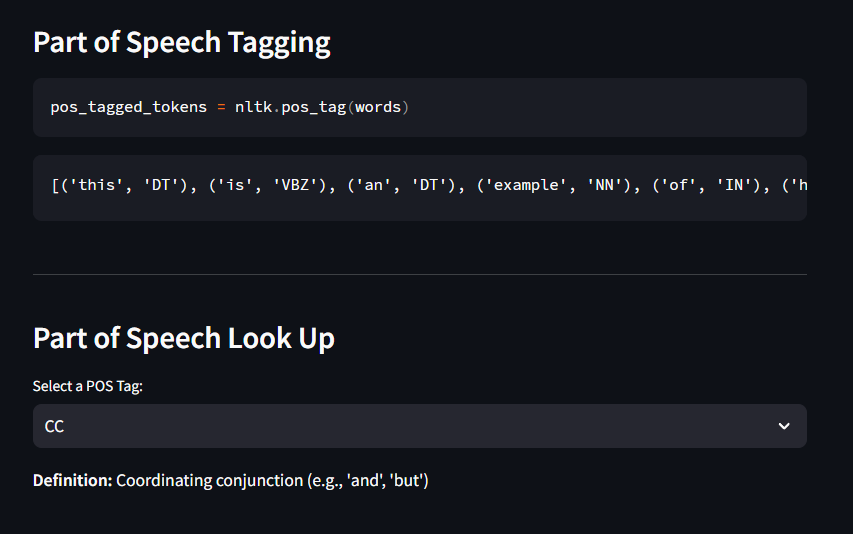 Part of Speech Tagging
pos_tagged_tokens = nltk.pos_tag(words)
[('this', 'DT'), ('is', 'VBZ'), ('an', 'DT'), ('example', 'NN'), ('of', 'IN'), ('h
Part of Speech Look Up
Select a POS Tag:
CC
Definition: Coordinating conjunction (e.g., 'and', 'but')